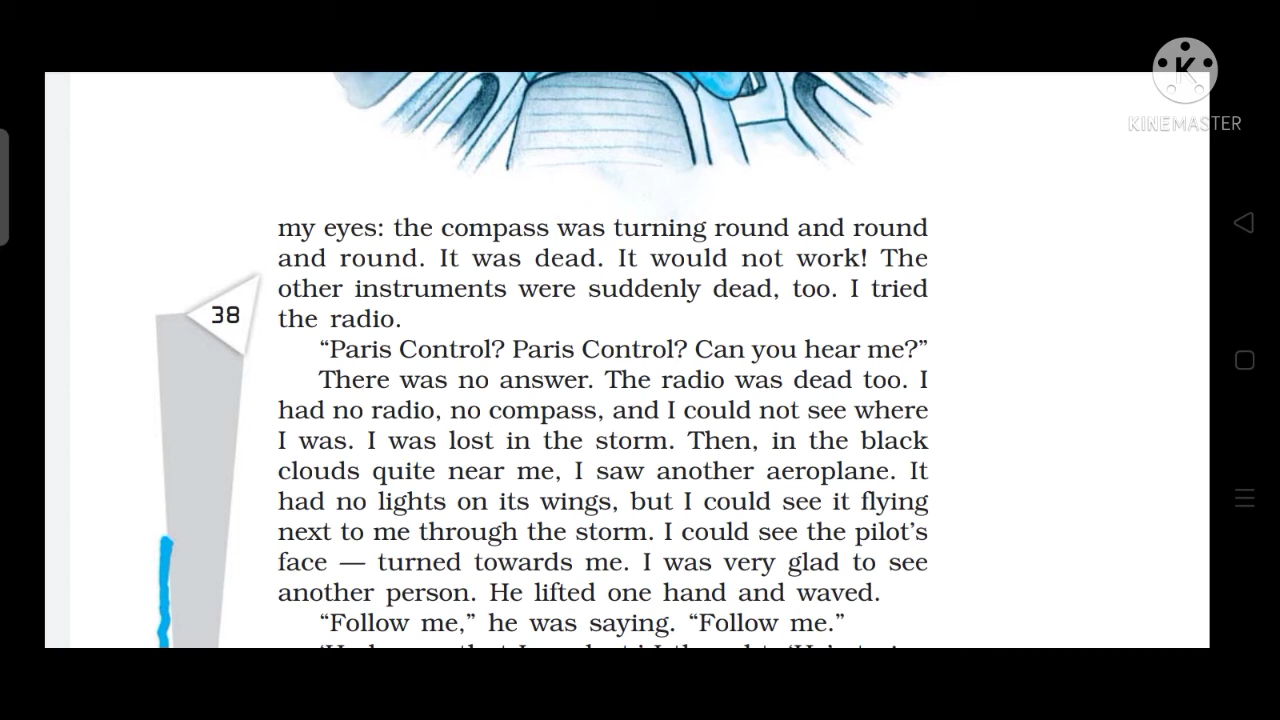 KINEMASTER
my eyes: the compass was turning round and round
and round. It was dead. It would not work! The
other instruments were suddenly dead, too. I tried
the radio.
38
“Paris Control? Paris Control? Can you hear me?”
There was no answer. The radio was dead too. I
had no radio, no compass, and I could not see where
I was. I was lost in the storm. Then, in the black
clouds quite near me, I saw another aeroplane. It
had no lights on its wings, but I could see it flying
next to me through the storm. I could see the pilot’s
face — turned towards me. I was very glad to see
another person. He lifted one hand and waved.
“Follow me,” he was saying. “Follow me.”